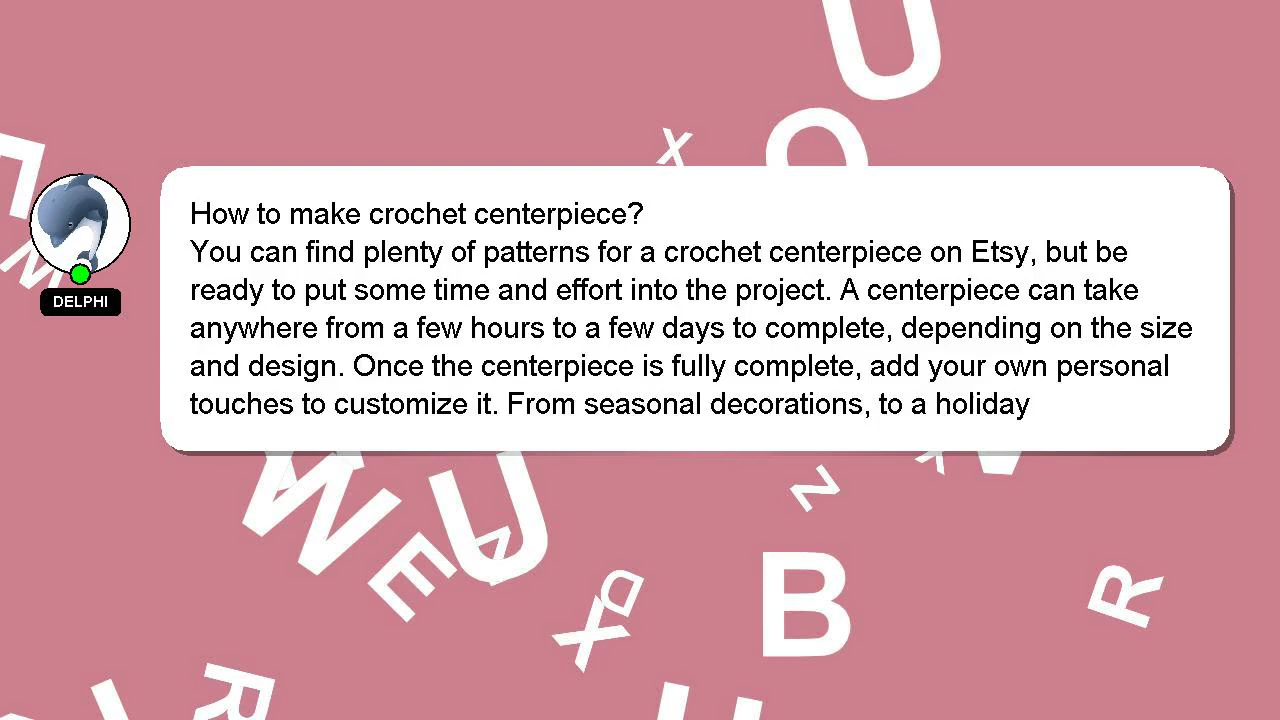 U
X
O
How to make crochet centerpiece?
You can find plenty of patterns for a crochet centerpiece on Etsy, but be
ready to put some time and effort into the project. A centerpiece can take
anywhere from a few hours to a few days to complete, depending on the size
and design. Once the centerpiece is fully complete, add your own personal
touches to customize it. From seasonal decorations, to a holiday
DELPHI
M
W
U
E
Z
B
D
X
R
R